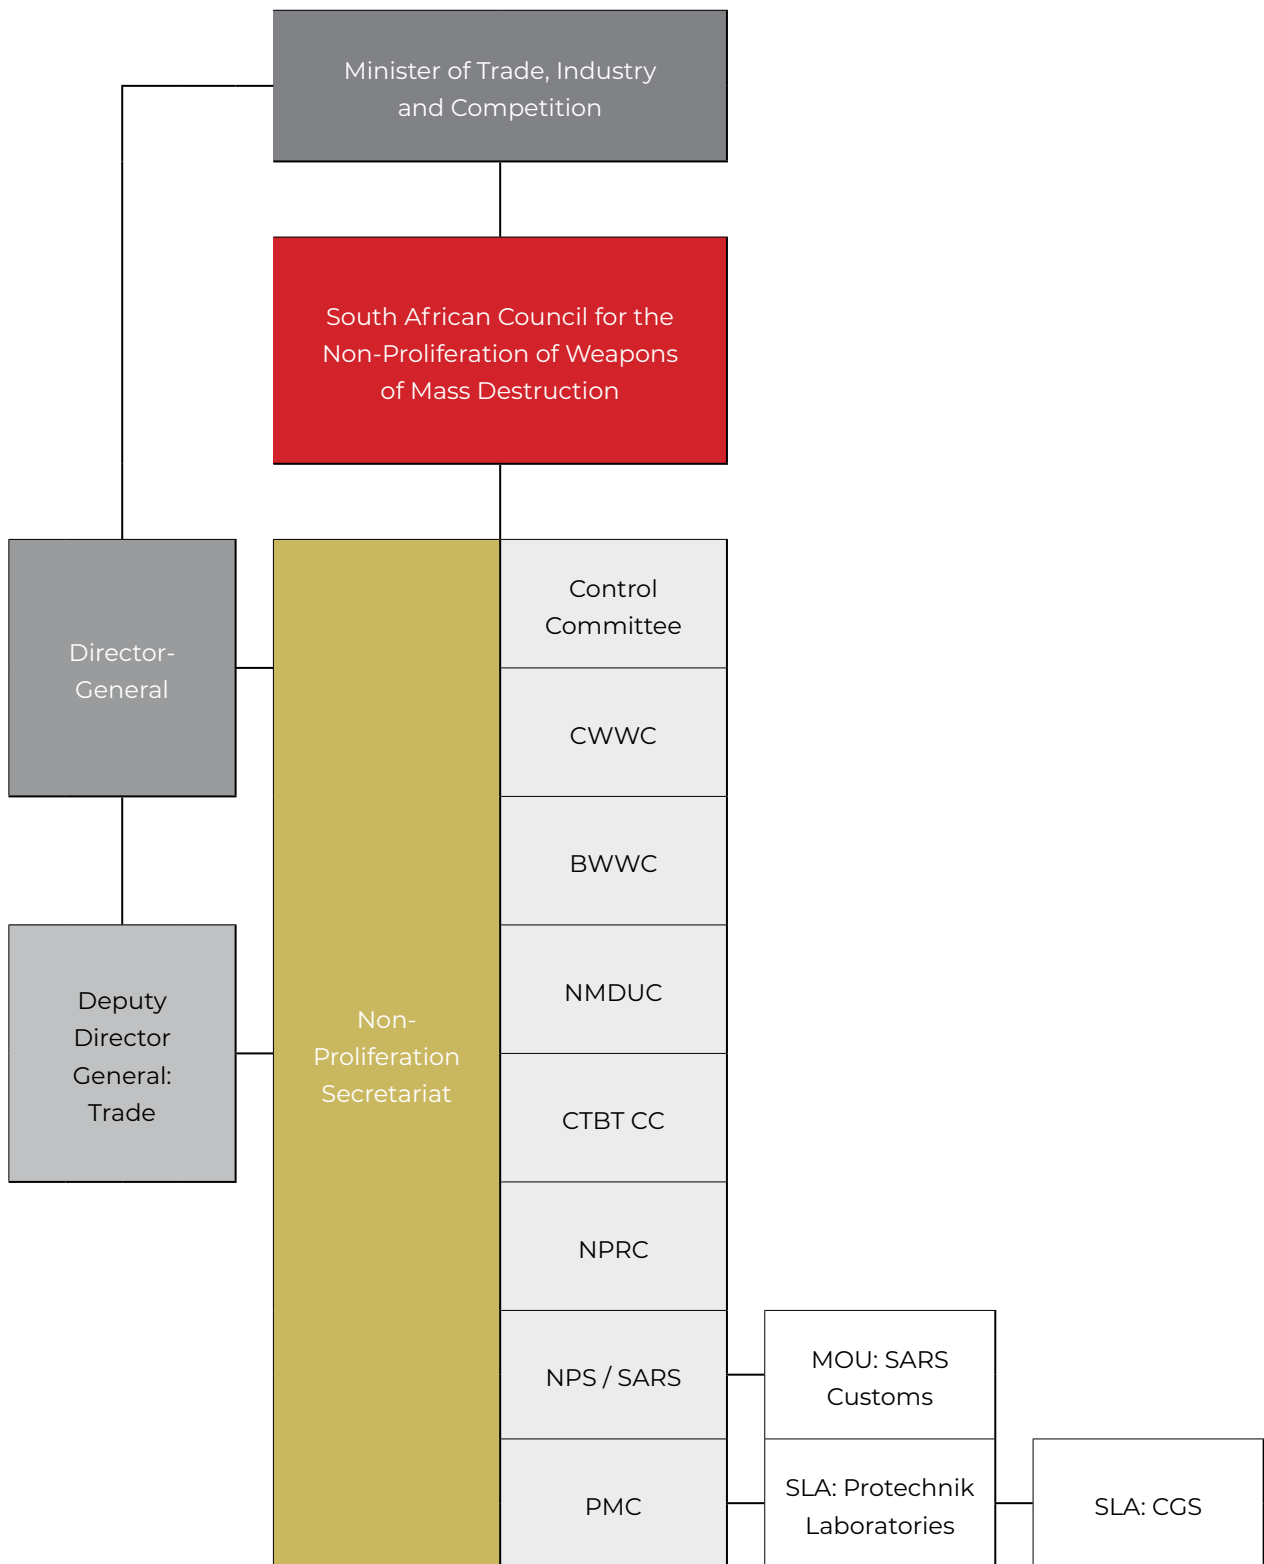 Minister of Trade, Industry
and Competition
South African Council for the
Non-Proliferation of Weapons
of Mass Destruction
Director-
General
Deputy
Director
General:
Trade
Non-
Proliferation
Secretariat
Control
Committee
CWWC
BWWC
NMDUC
CTBT CC
NPRC
NPS / SARS
MOU: SARS
Customs
PMC
SLA: Protechnik
Laboratories
SLA: CGS